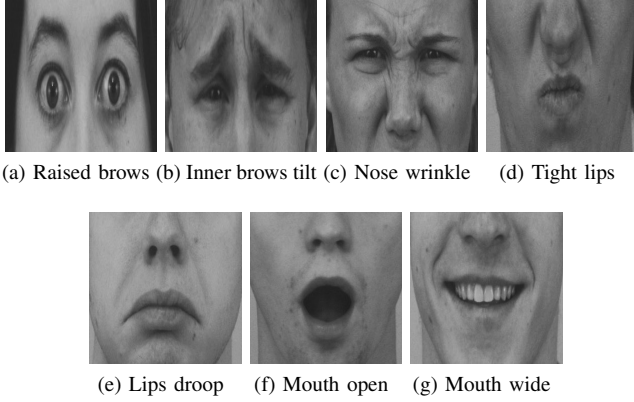 (a) Raised brows (b) Inner brows tilt (c) Nose wrinkle (d) Tight lips
(e) Lips droop (f) Mouth open (g) Mouth wide